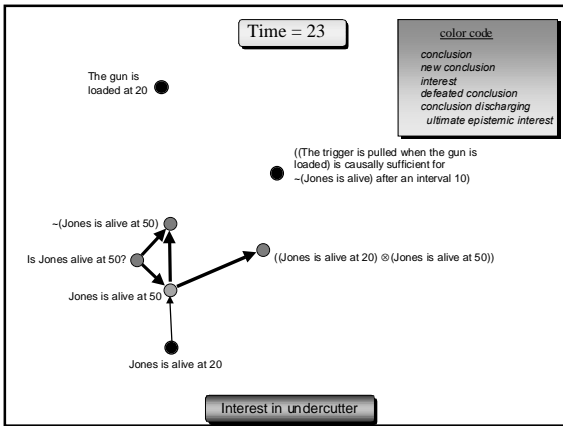 Time = 23
color code
conclusion
new conclusion
interest
defeated conclusion
conclusion discharging
ultimate epistemic interest
The gun is
loaded at 20
((The trigger is pulled when the gun is
loaded) is causally sufficient for
~(Jones is alive) after an interval 10)
~(Jones is alive at 50)
Is Jones alive at 50?
((Jones is alive at 20) ⊗(Jones is alive at 50))
Jones is alive at 50
Jones is alive at 20
Interest in undercutter